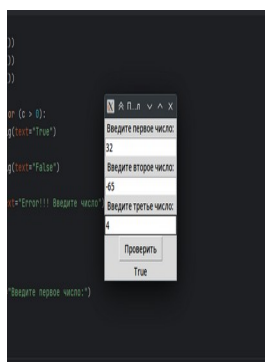 ))
))
))
or (c > 0):
g(text="True")
g(text="False")
xt="Error!!! Введите число")
"Введите первое число:")
П...л
Введите первое число:
32
Введите второе число:
-65
Введите третье число:
4
Проверить
True